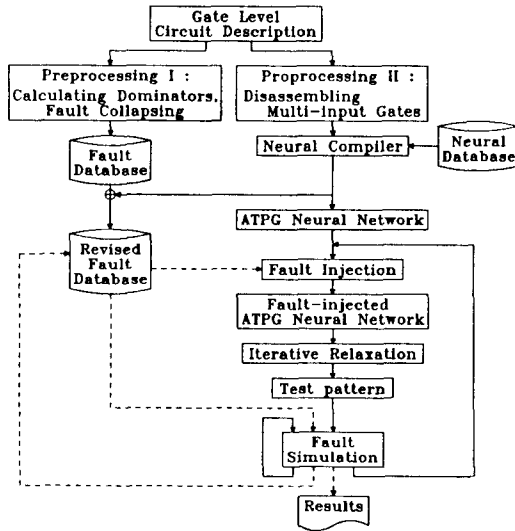 Gate Level
Circuit Description
Preprocessing I :
Calculating Dominators,
Fault Collapsing
Proprocessing II :
Disassembling
Multi-input Gates
Fault
Database
Neural Compiler
Neural
Database
ATPG Neural Network
Revised
Fault
Database
Fault Injection
Fault-injected
ATPG Neural Network
Iterative Relaxation
Test pattern
Fault
Simulation
Results